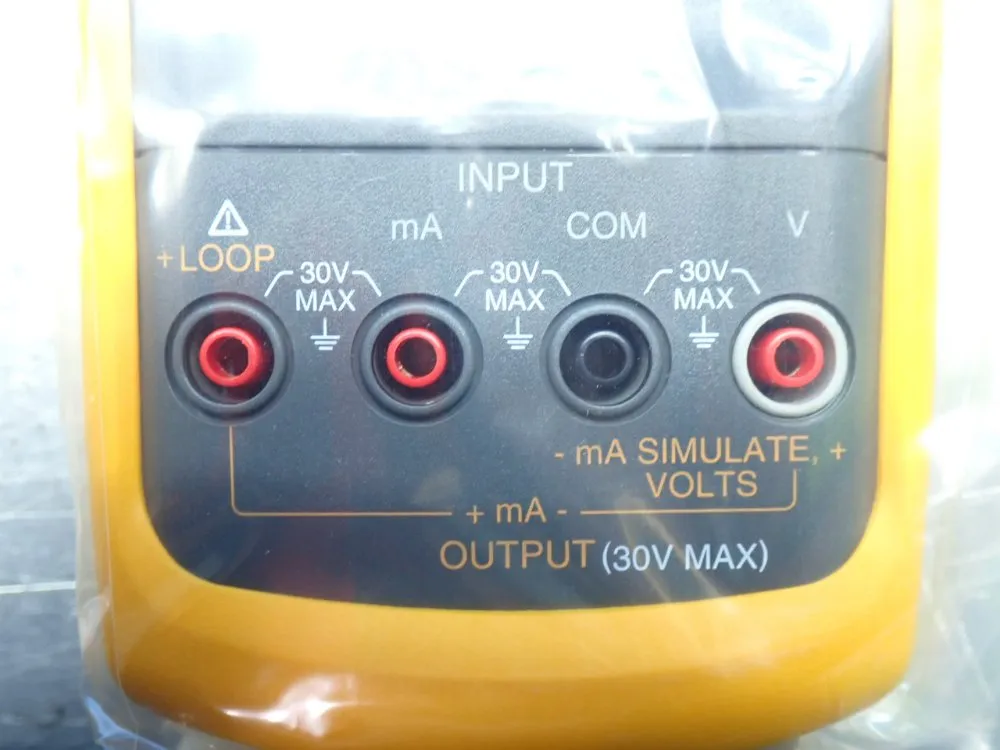 INPUT
mA COM V
+ LOOP
30V 30V 30V
MAX MAX MAX
- mA SIMULATE, +
VOLTS
+ mA -
OUTPUT (30V MAX)